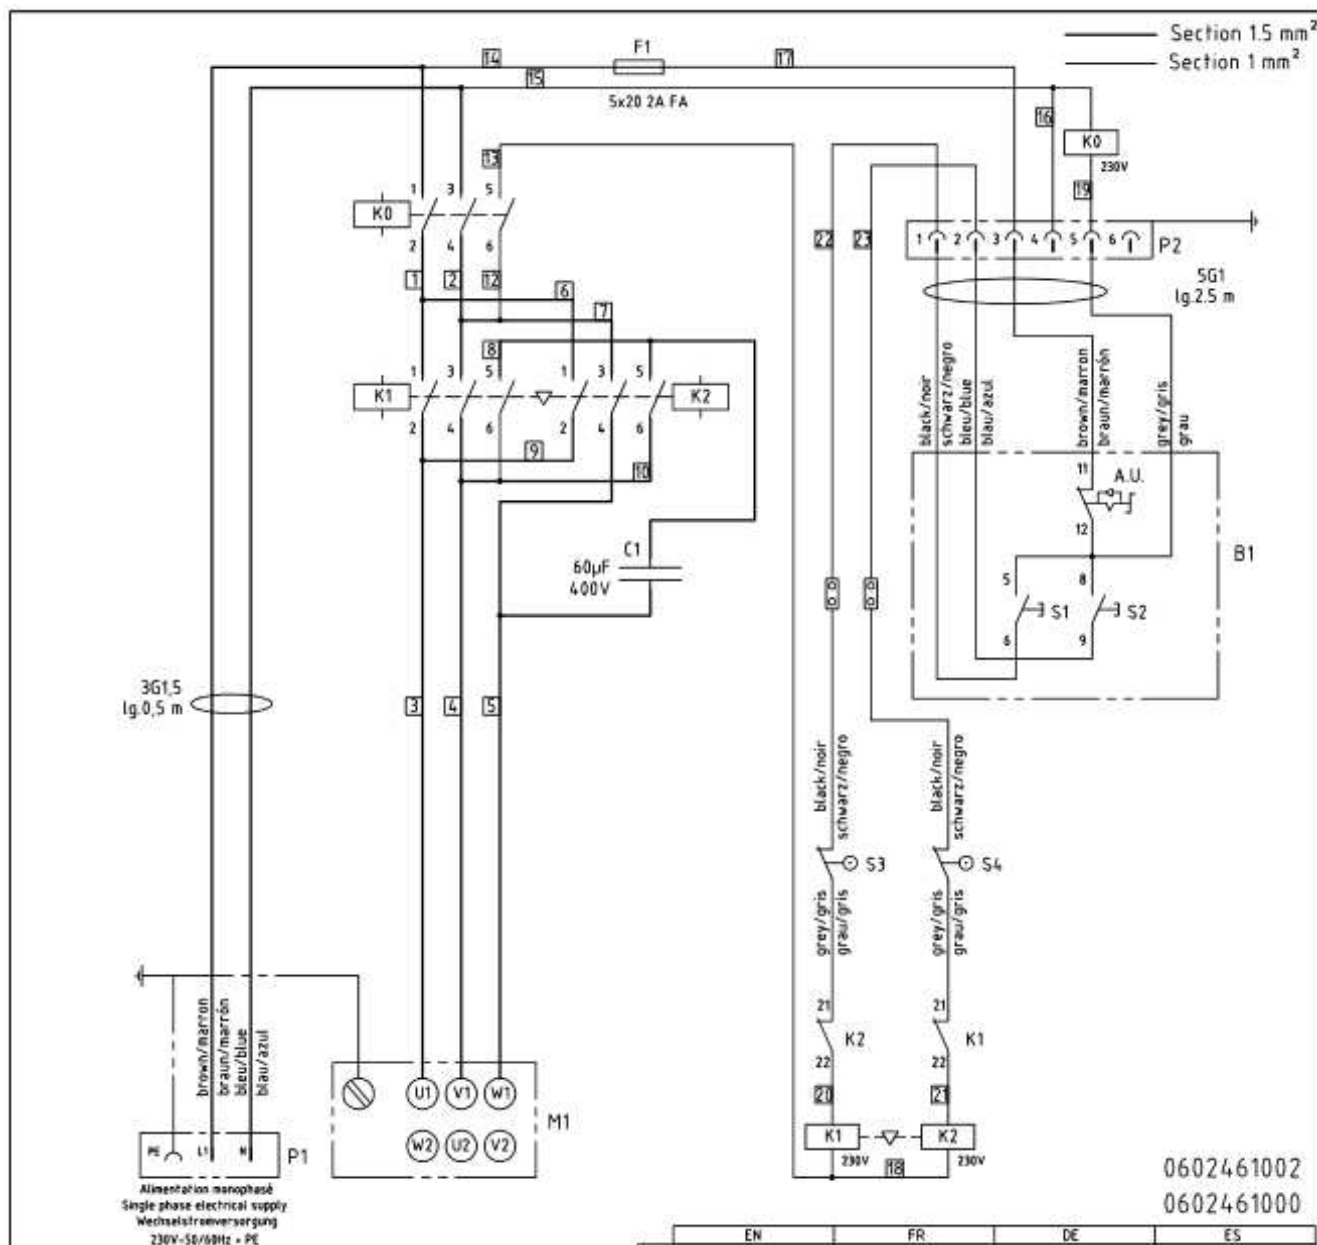 Section 1.5 mm²
Section 1 mm²
14
F1
17
15
5x20 2A FA
16
K0
230V
13
19
1 3 5
K0
2 4 6
22
23
1 2 3 4 5 6
P2
1
2
12
6
7
5G1
lg.2.5 m
8
1 3 5 1 3 5
K1
K2
2 4 6 2 4 6
9
10
black/noir
schwarz/negro
bleu/blue
blau/azul
brown/marron
braun/marrón
grey/gris
grau
11
A.U.
12
B1
C1
60µF
400V
5
8
S1
S2
6
9
3G1,5
lg.0,5 m
3
4
5
black/noir
schwarz/negro
black/noir
schwarz/negro
S3
S4
grey/gris
grau/gris
grey/gris
grau/gris
brown/marron
braun/marrón
bleu/blue
blau/azul
21
21
K2
K1
22
22
20
21
U1 V1 W1
M1
W2 U2 V2
K1
K2
230V
18
230V
PE L1 N
P1
Alimentation monophasé
Single phase electrical supply
Wechselstromversorgung
230V-50/60Hz + PE
0602461002
0602461000
EN FR DE ES